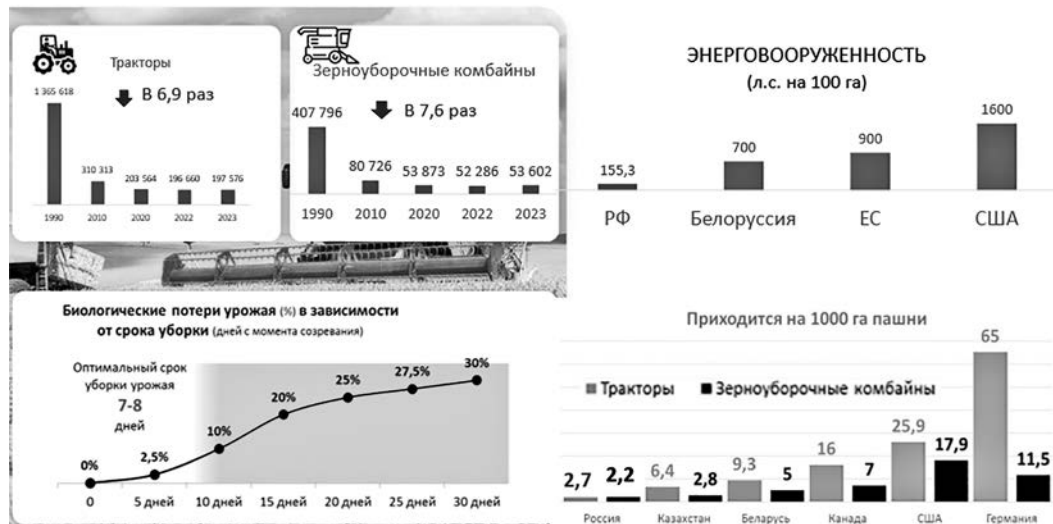 Тракторы
В 6,9 раз
1 365 618
310 313
203 564
196 660
197 576
1990
2010
2020
2022
2023
Зерноуборочные комбайны
В 7,6 раз
407 796
80 726
53 873
52 286
53 602
1990
2010
2020
2022
2023
ЭНЕРГОВООРУЖЕННОСТЬ
(л.с. на 100 га)
155,3
700
900
1600
РФ
Белоруссия
ЕС
США
Биологические потери урожая (%) в зависимости
от срока уборки (дней с момента созревания)
Оптимальный срок
уборки урожая
7-8
дней
0%
2,5%
10%
20%
25%
27,5%
30%
0
5 дней
10 дней
15 дней
20 дней
25 дней
30 дней
Приходится на 1000 га пашни
Тракторы
Зерноуборочные комбайны
2,7
2,2
6,4
2,8
9,3
5
16
7
25,9
17,9
65
11,5
Россия
Казахстан
Беларусь
Канада
США
Германия